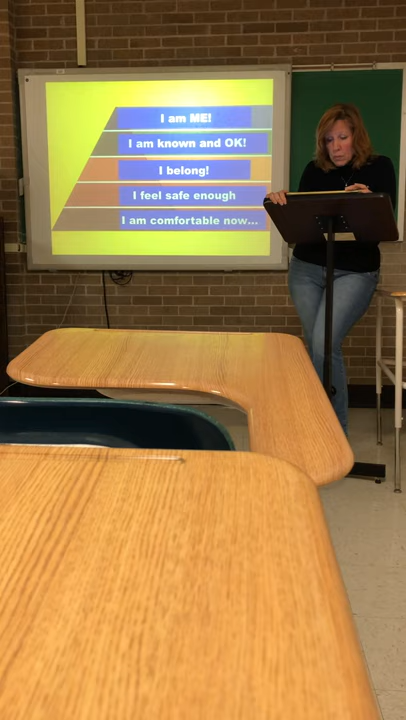 I am ME!
I am known and OK!
I belong!
I feel safe enough
I am comfortable now...